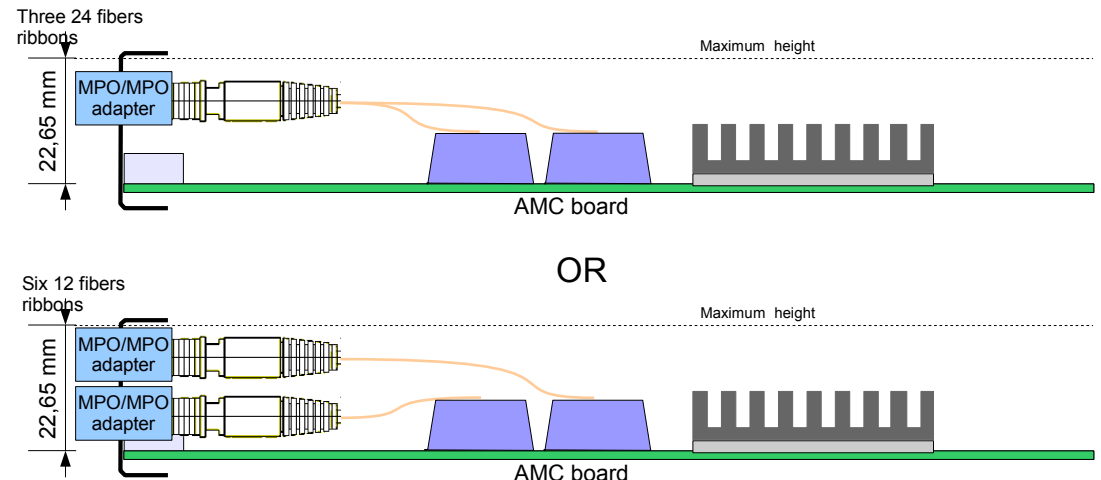 Three 24 fibers
ribbons
Maximum height
MPO/MPO
adapter
22,65 mm
AMC board
OR
Six 12 fibers
ribbons
Maximum height
MPO/MPO
adapter
MPO/MPO
adapter
22,65 mm
AMC board